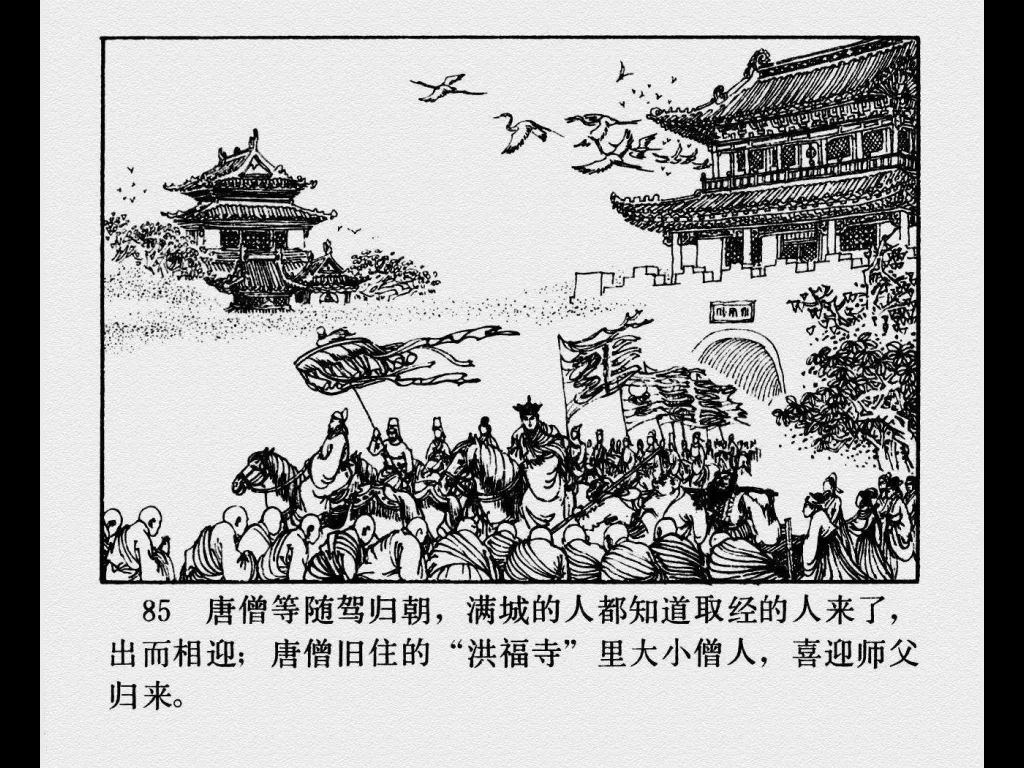 85 唐僧等随驾归朝，满城的人都知道取经的人来了，
出而相迎；唐僧旧住的“洪福寺”里大小僧人，喜迎师父
归来。